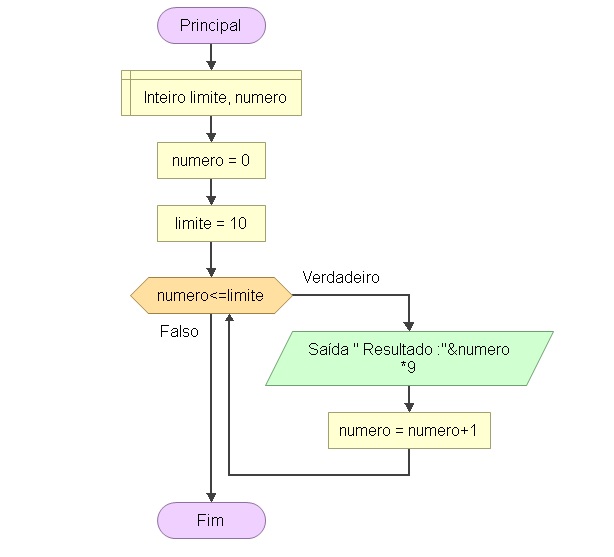 Principal
Inteiro limite, numero
numero = 0
limite = 10
numero<=limite
Verdadeiro
Falso
Saída " Resultado :"&numero
*9
numero = numero+1
Fim